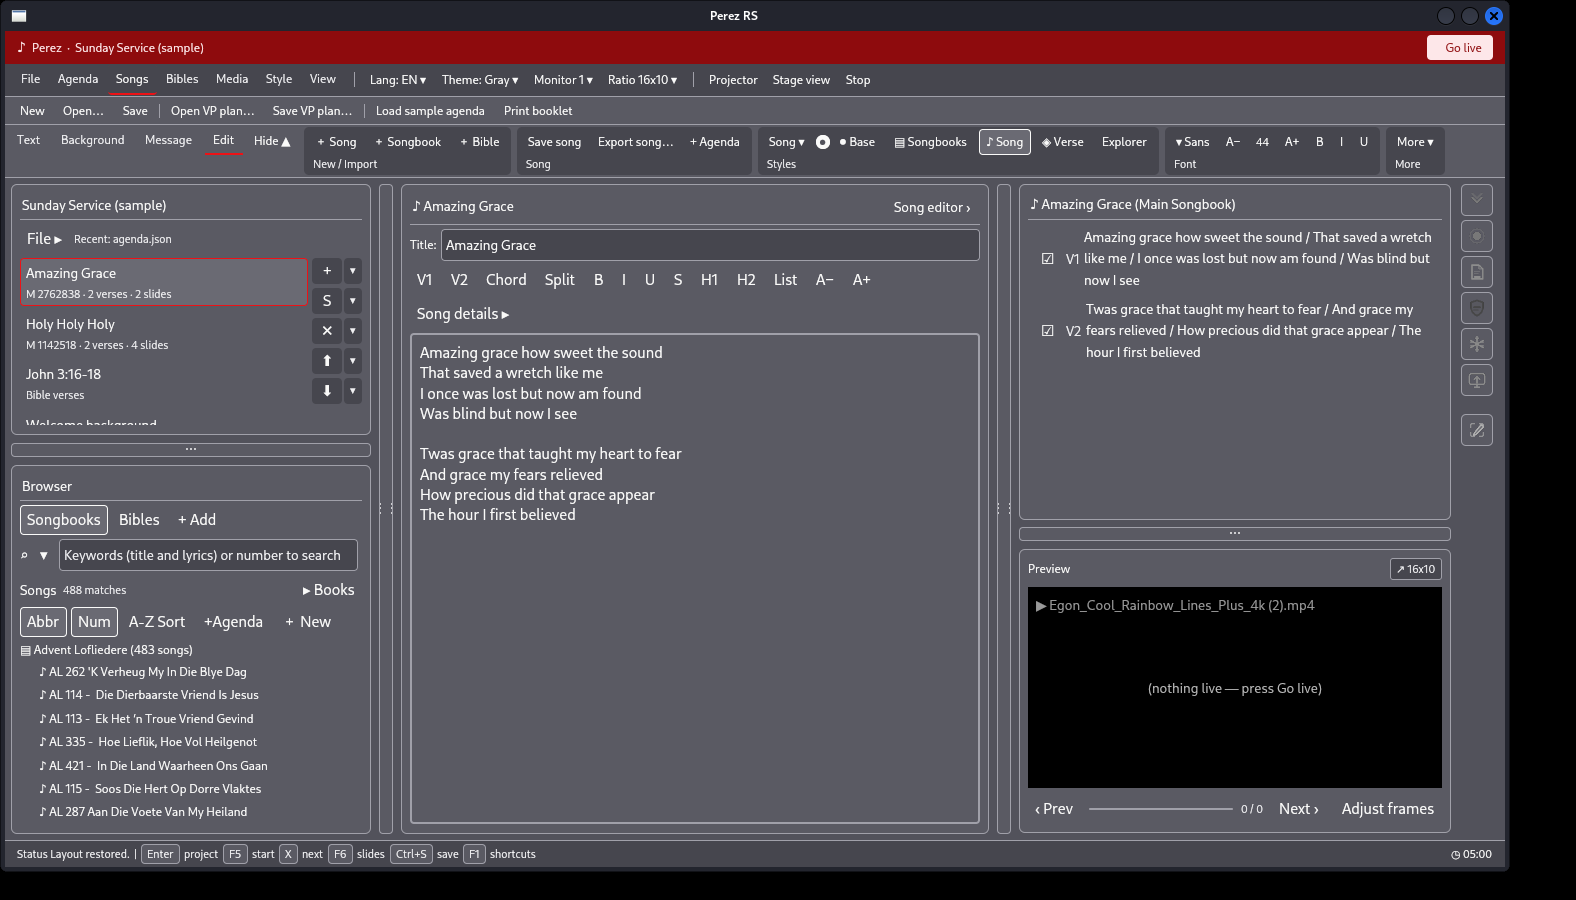 Perez RS
♪ Perez · Sunday Service (sample)
Go live
File Agenda Songs Bibles Media Style View Lang: EN ▾ Theme: Gray ▾ Monitor 1 ▾ Ratio 16x10 ▾ Projector Stage view Stop
New Open... Save Open VP plan... Save VP plan... Load sample agenda Print booklet
Text Background Message Edit Hide ▲ + Song + Songbook + Bible Save song Export song... + Agenda Song ▾ Base Songbooks ♪ Song ◈ Verse Explorer ▾ Sans A− 44 A+ B I U More ▾
New / Import Song Styles Font More
Sunday Service (sample)
File ▸ Recent: agenda.json
Amazing Grace
M 2762838 · 2 verses · 2 slides
Holy Holy Holy
M 1142518 · 2 verses · 4 slides
John 3:16-18
Bible verses
Welcome background
+ ▾
S ▾
✕ ▾
⬆ ▾
⬇ ▾
Browser
Songbooks Bibles + Add
Keywords (title and lyrics) or number to search
Songs 488 matches ▸ Books
Abbr Num A-Z Sort +Agenda + New
Advent Lofliedere (483 songs)
♪ AL 262 'K Verheug My In Die Blye Dag
♪ AL 114 - Die Dierbaarste Vriend Is Jesus
♪ AL 113 - Ek Het 'n Troue Vriend Gevind
♪ AL 335 - Hoe Lieflik, Hoe Vol Heilgenot
♪ AL 421 - In Die Land Waarheen Ons Gaan
♪ AL 115 - Soos Die Hert Op Dorre Vlaktes
♪ AL 287 Aan Die Voete Van My Heiland
♪ Amazing Grace Song editor ›
Title: Amazing Grace
V1 V2 Chord Split B I U S H1 H2 List A− A+
Song details ▸
Amazing grace how sweet the sound
That saved a wretch like me
I once was lost but now am found
Was blind but now I see
Twas grace that taught my heart to fear
And grace my fears relieved
How precious did that grace appear
The hour I first believed
♪ Amazing Grace (Main Songbook)
Amazing grace how sweet the sound / That saved a wretch
☑ V1 like me / I once was lost but now am found / Was blind but
now I see
Twas grace that taught my heart to fear / And grace my
☑ V2 fears relieved / How precious did that grace appear / The
hour I first believed
Preview ↗ 16x10
▶ Egon_Cool_Rainbow_Lines_Plus_4k (2).mp4
(nothing live — press Go live)
‹ Prev 0 / 0 Next › Adjust frames
Status Layout restored. | Enter project F5 start X next F6 slides Ctrl+S save F1 shortcuts
05:00